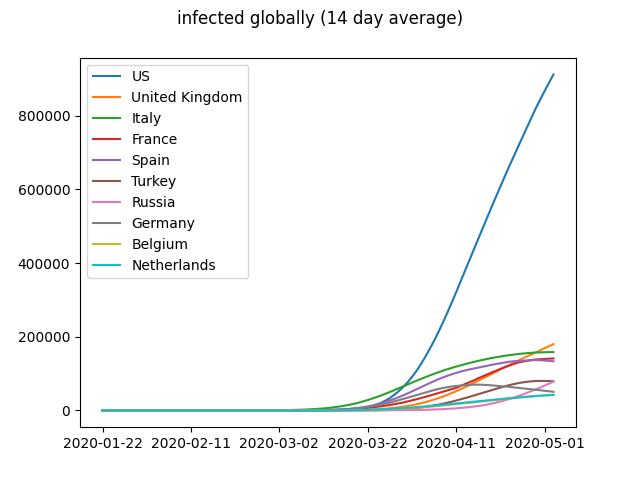 infected globally (14 day average)
US
United Kingdom
Italy
France
Spain
Turkey
Russia
Germany
Belgium
Netherlands
800000
600000
400000
200000
0
2020-01-22 2020-02-11 2020-03-02 2020-03-22 2020-04-11 2020-05-01